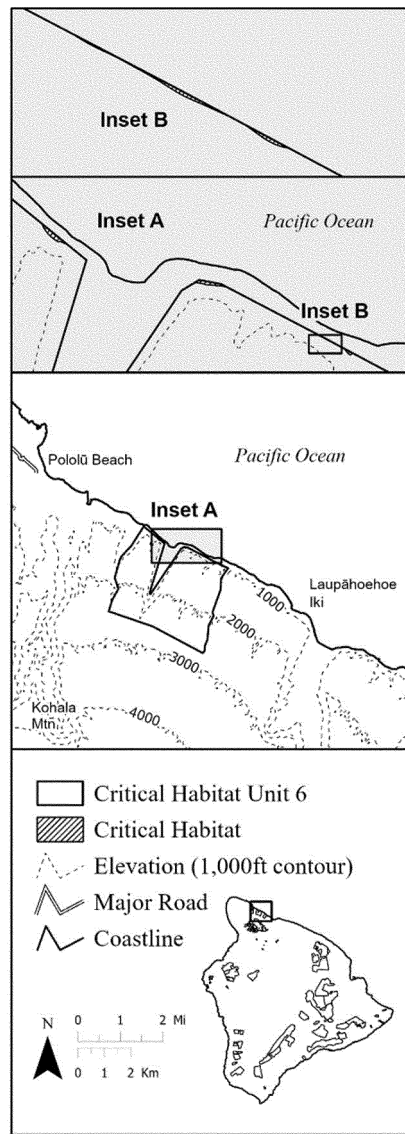 Inset B
Inset A
Pacific Ocean
Inset B
Pololū Beach
Pacific Ocean
Inset A
Laupāhoehoe
Iki
1000
2000
3000
Kohala
Mtn.
4000
Critical Habitat Unit 6
Critical Habitat
Elevation (1,000ft contour)
Major Road
Coastline
N
0 1 2 Mi
0 1 2 Km